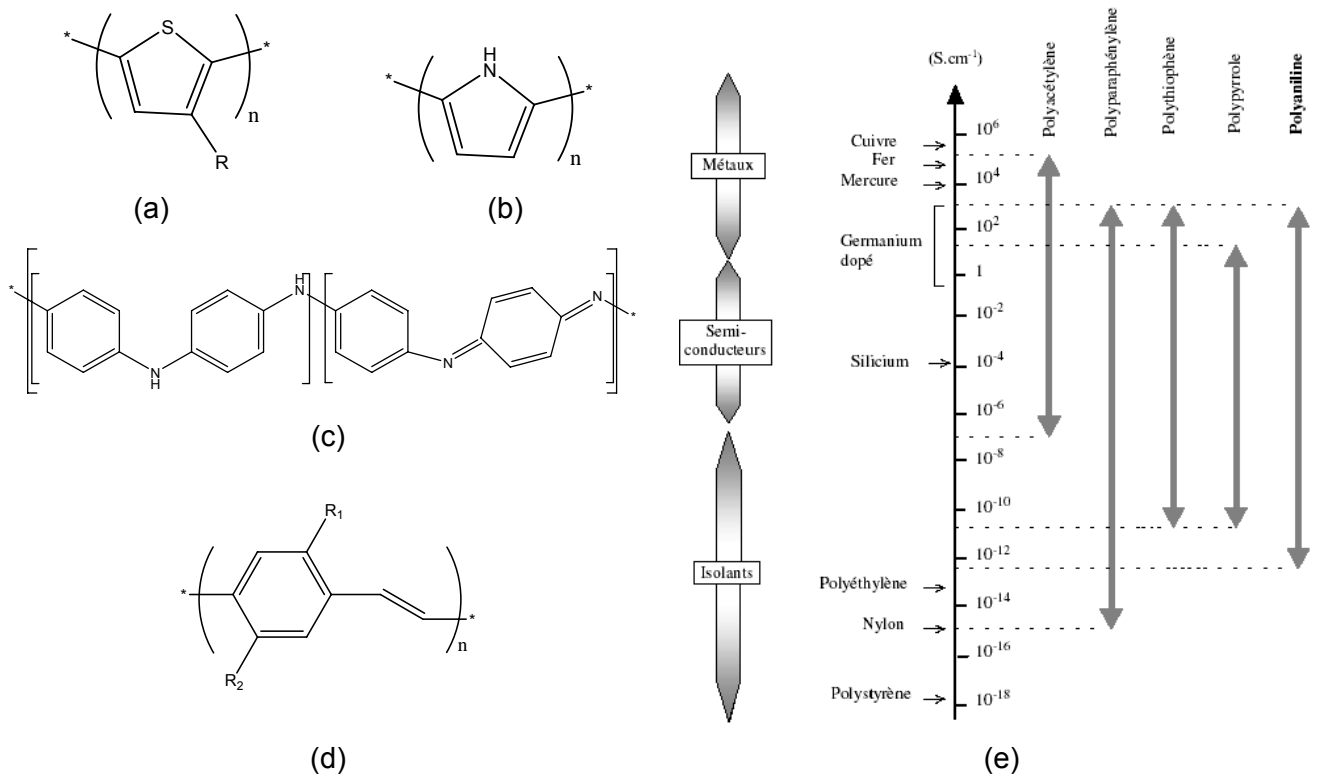 S
*
*
n
R
(a)
H
N
*
*
n
(b)
H
N
*
N
H
N
N
*
(c)
R1
*
*
n
R2
(d)
Métaux
Semi-
conducteurs
Isolants
(S.cm-1)
Polyacétylène
Polyparaphénylène
Polythiophène
Polypyrrole
Polyaniline
Cuivre
Fer
Mercure
Germanium
dopé
Silicium
Polyéthylène
Nylon
Polystyrène
10^6
10^4
10^2
1
10^-2
10^-4
10^-6
10^-8
10^-10
10^-12
10^-14
10^-16
10^-18
(e)